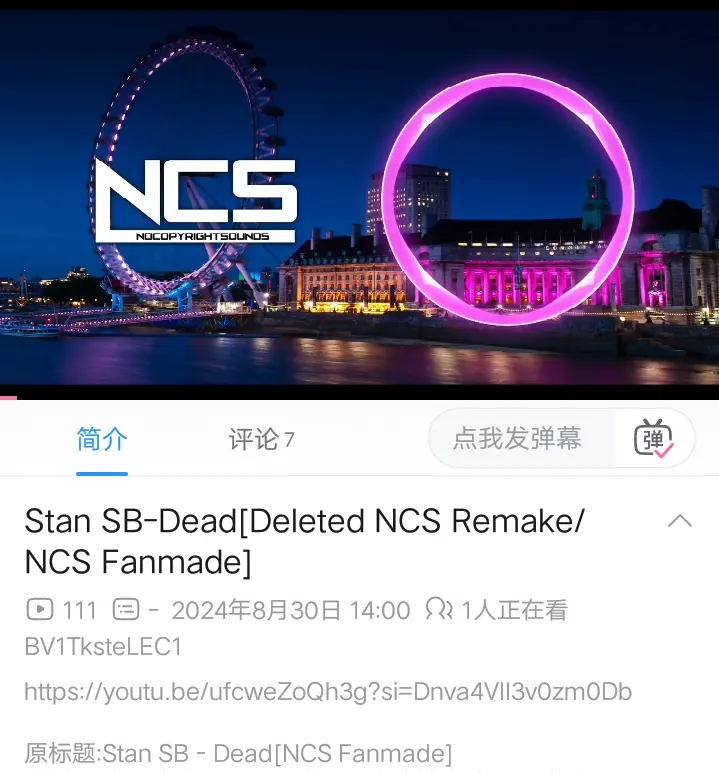 NCS
NOCOPYRIGHTSOUNDS
简介 评论 7 点我发弹幕 弹
Stan SB-Dead[Deleted NCS Remake/
NCS Fanmade]
111 - 2024年8月30日 14:00 1人正在看
BV1TksteLEC1
https://youtu.be/ufcweZoQh3g?si=Dnva4VIl3v0zm0Db
原标题:Stan SB - Dead[NCS Fanmade]